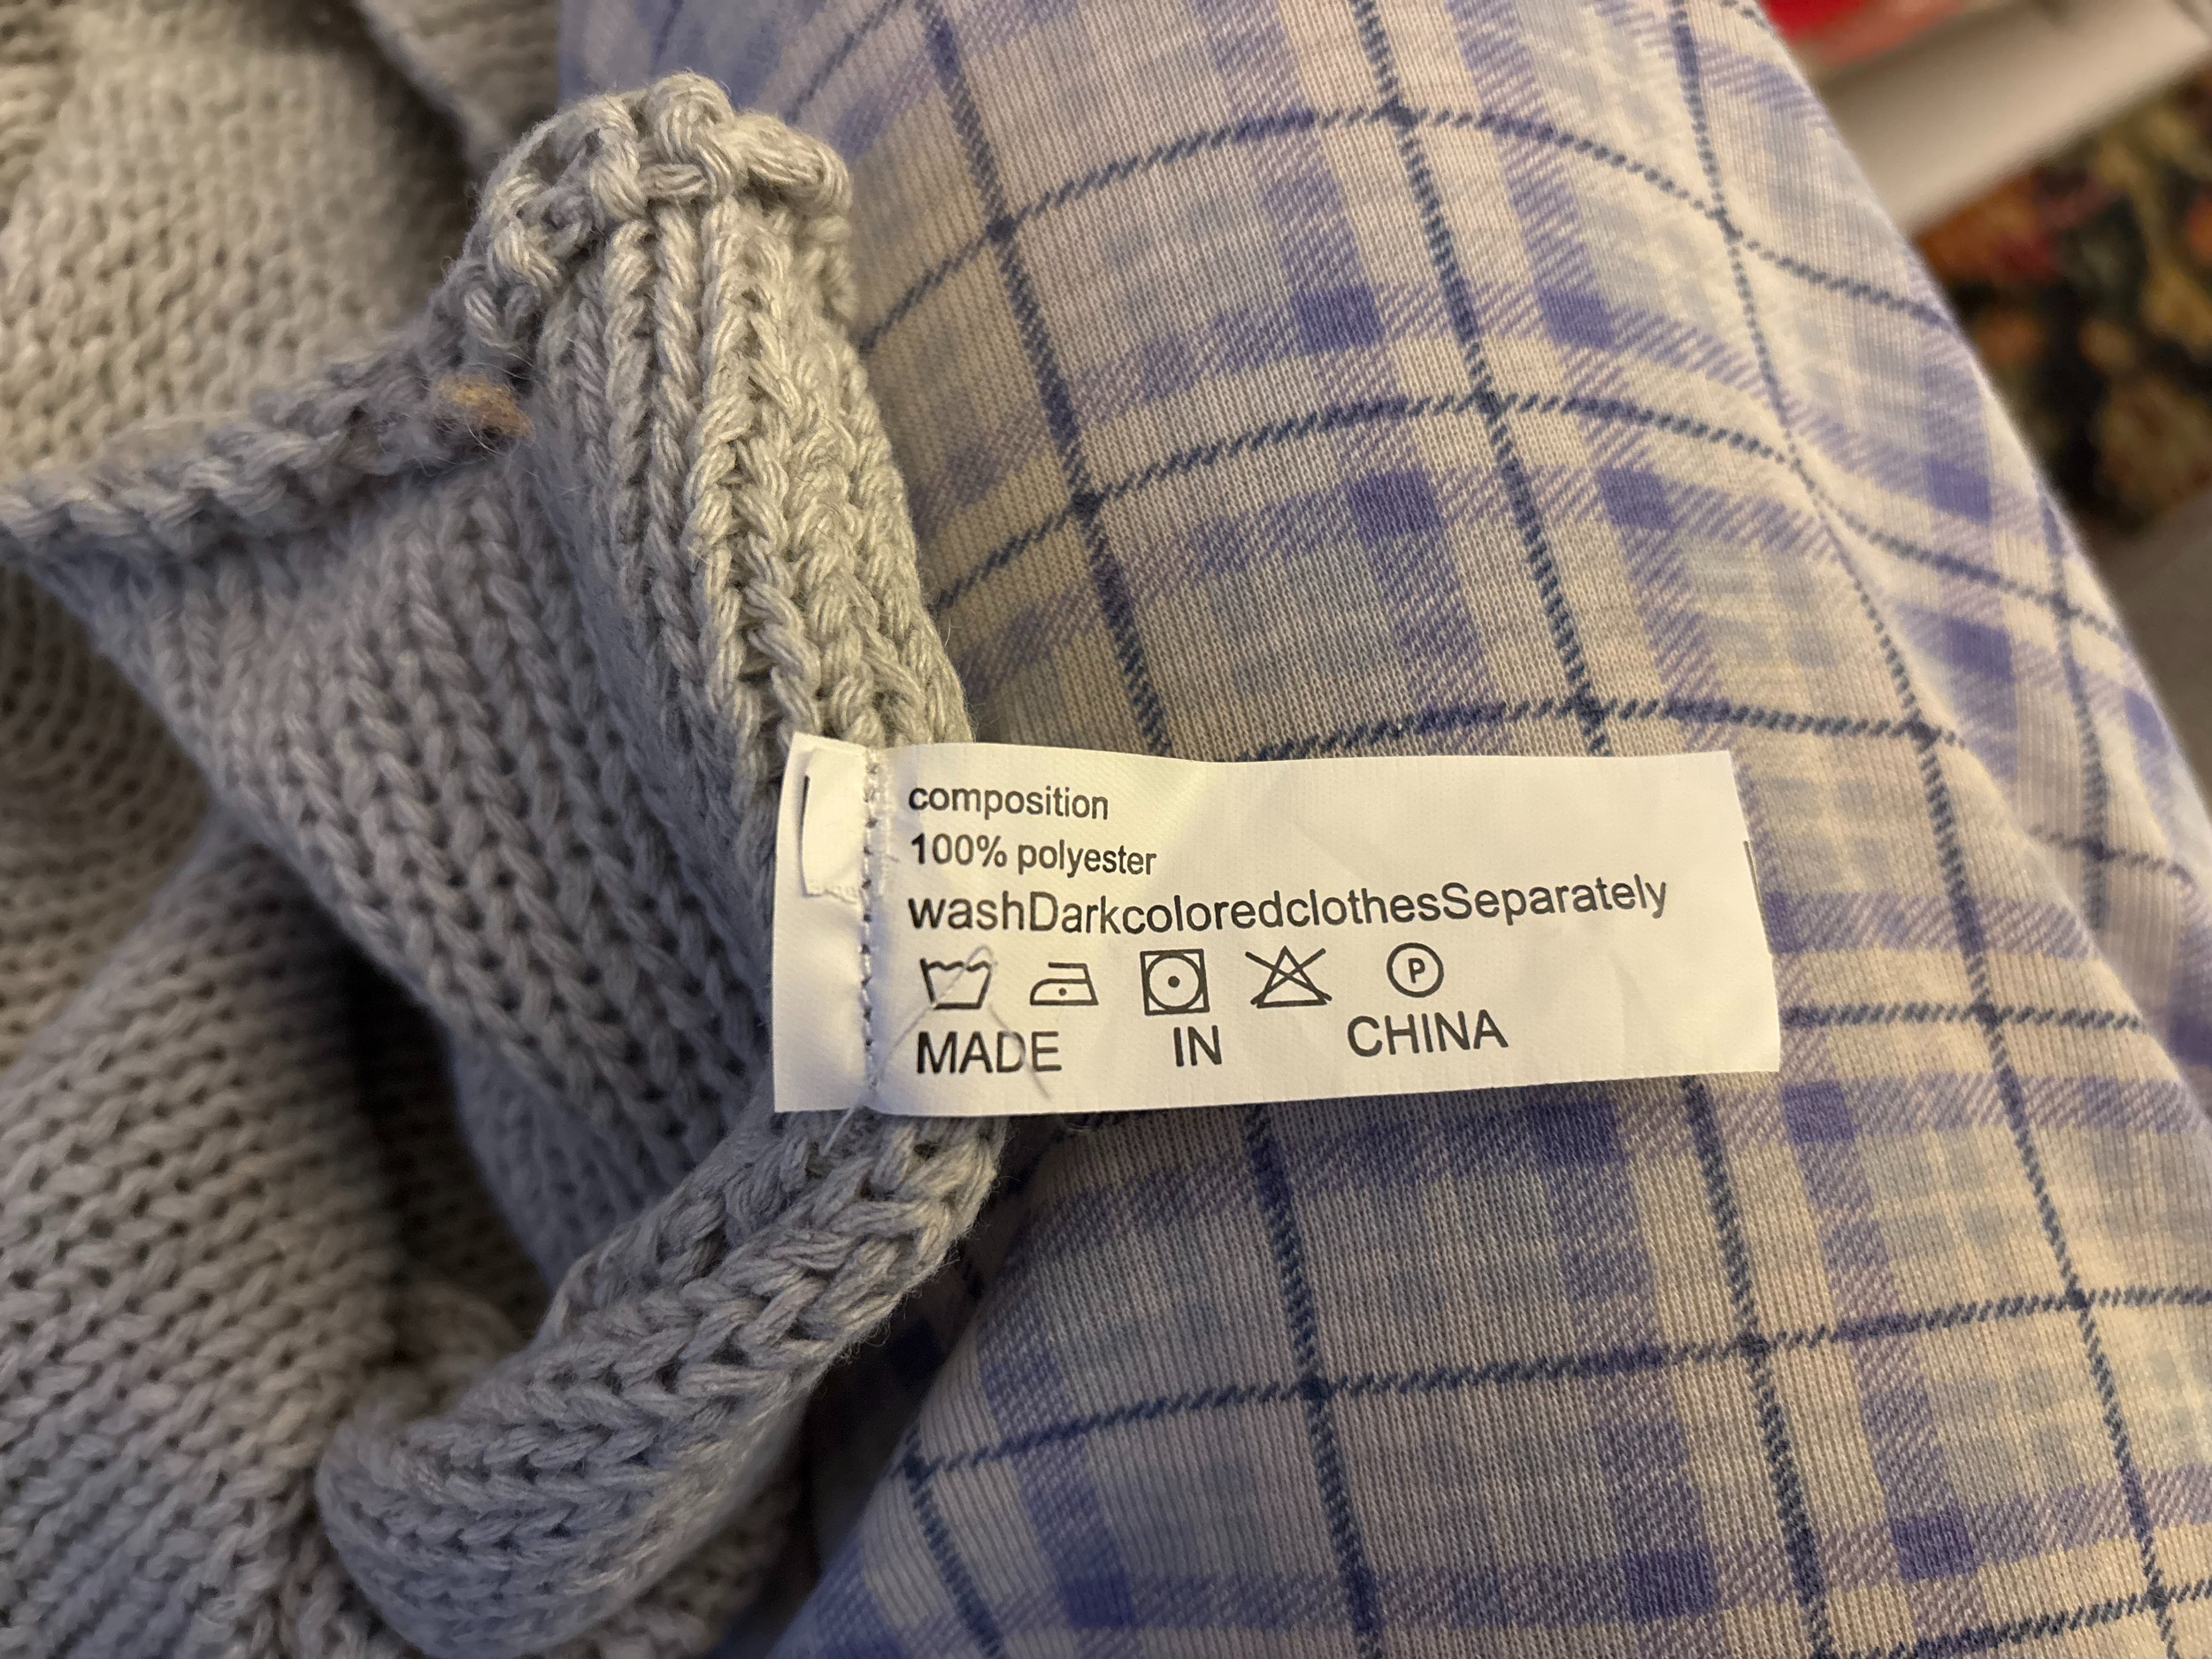 composition
100% polyester
washDarkcoloredclothesSeparately
P
MADE IN CHINA